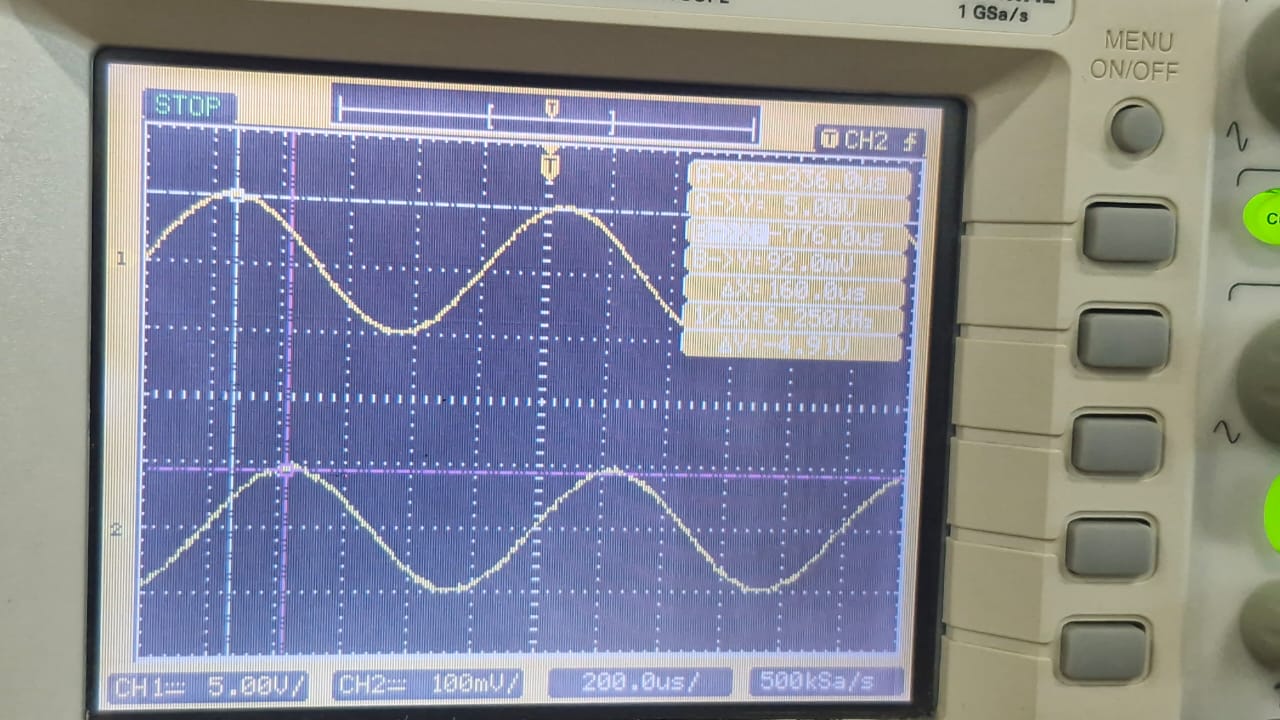 1 GSa/s
MENU
ON/OFF
STOP
T
T CH2
T
A->X:-936.0us
A->Y: 5.00V
-776.0us
B->Y:92.0mV
ΔX:160.0us
1/ΔX:6.250kHz
ΔY:-4.91V
1
2
CH1 5.00V/ CH2 100mV/ 200.0us/ 500kSa/s